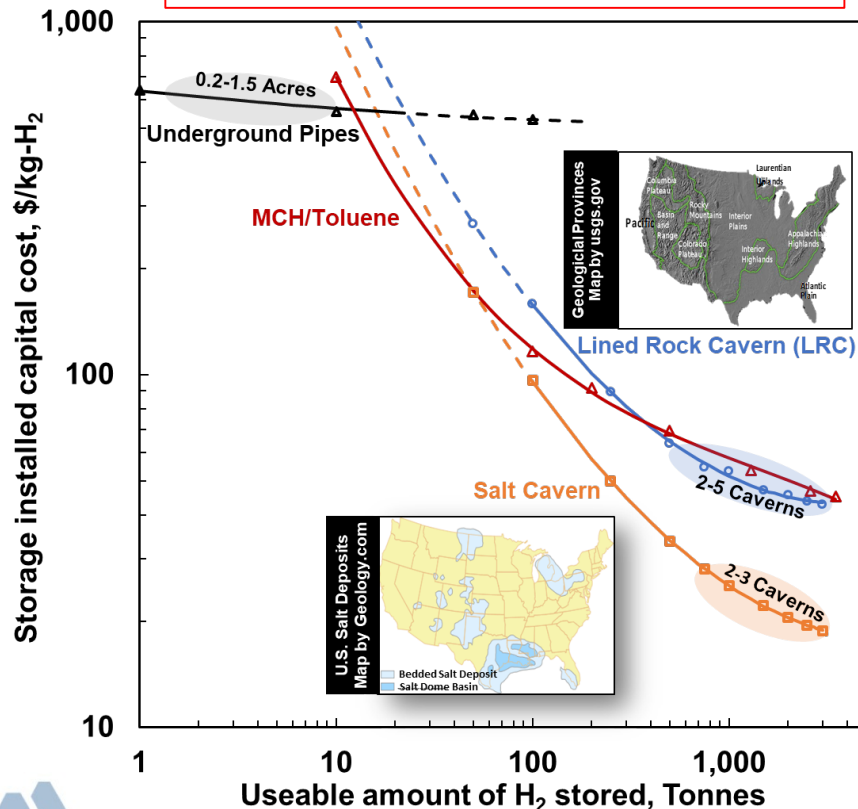 1,000
0.2-1.5 Acres
Underground Pipes
MCH/Toluene
Geologicial Provinces
Map by usgs.gov
Laurentian
Uplands
Columbia
Plateau
Rocky
Mountains
Pacific
Basin
and
Range
Interior
Plains
Appalachian
Highlands
Colorado
Plateau
Interior
Highlands
Atlantic
Plain
Lined Rock Cavern (LRC)
100
Storage installed capital cost, $/kg-H₂
Salt Cavern
2-5 Caverns
2-3 Caverns
U.S. Salt Deposits
Map by Geology.com
Bedded Salt Deposit
Salt Dome Basin
10
1
10
100
1,000
Useable amount of H₂ stored, Tonnes